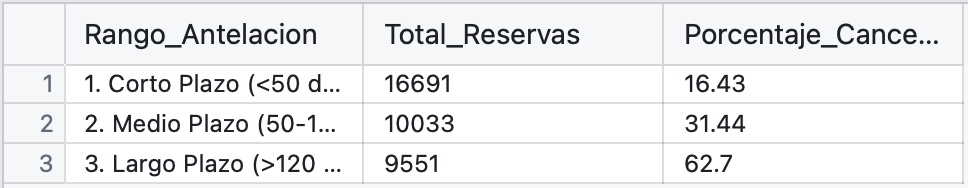 Rango_Antelacion Total_Reservas Porcentaje_Cance...
1 1. Corto Plazo (<50 d... 16691 16.43
2 2. Medio Plazo (50-1... 10033 31.44
3 3. Largo Plazo (>120 ... 9551 62.7